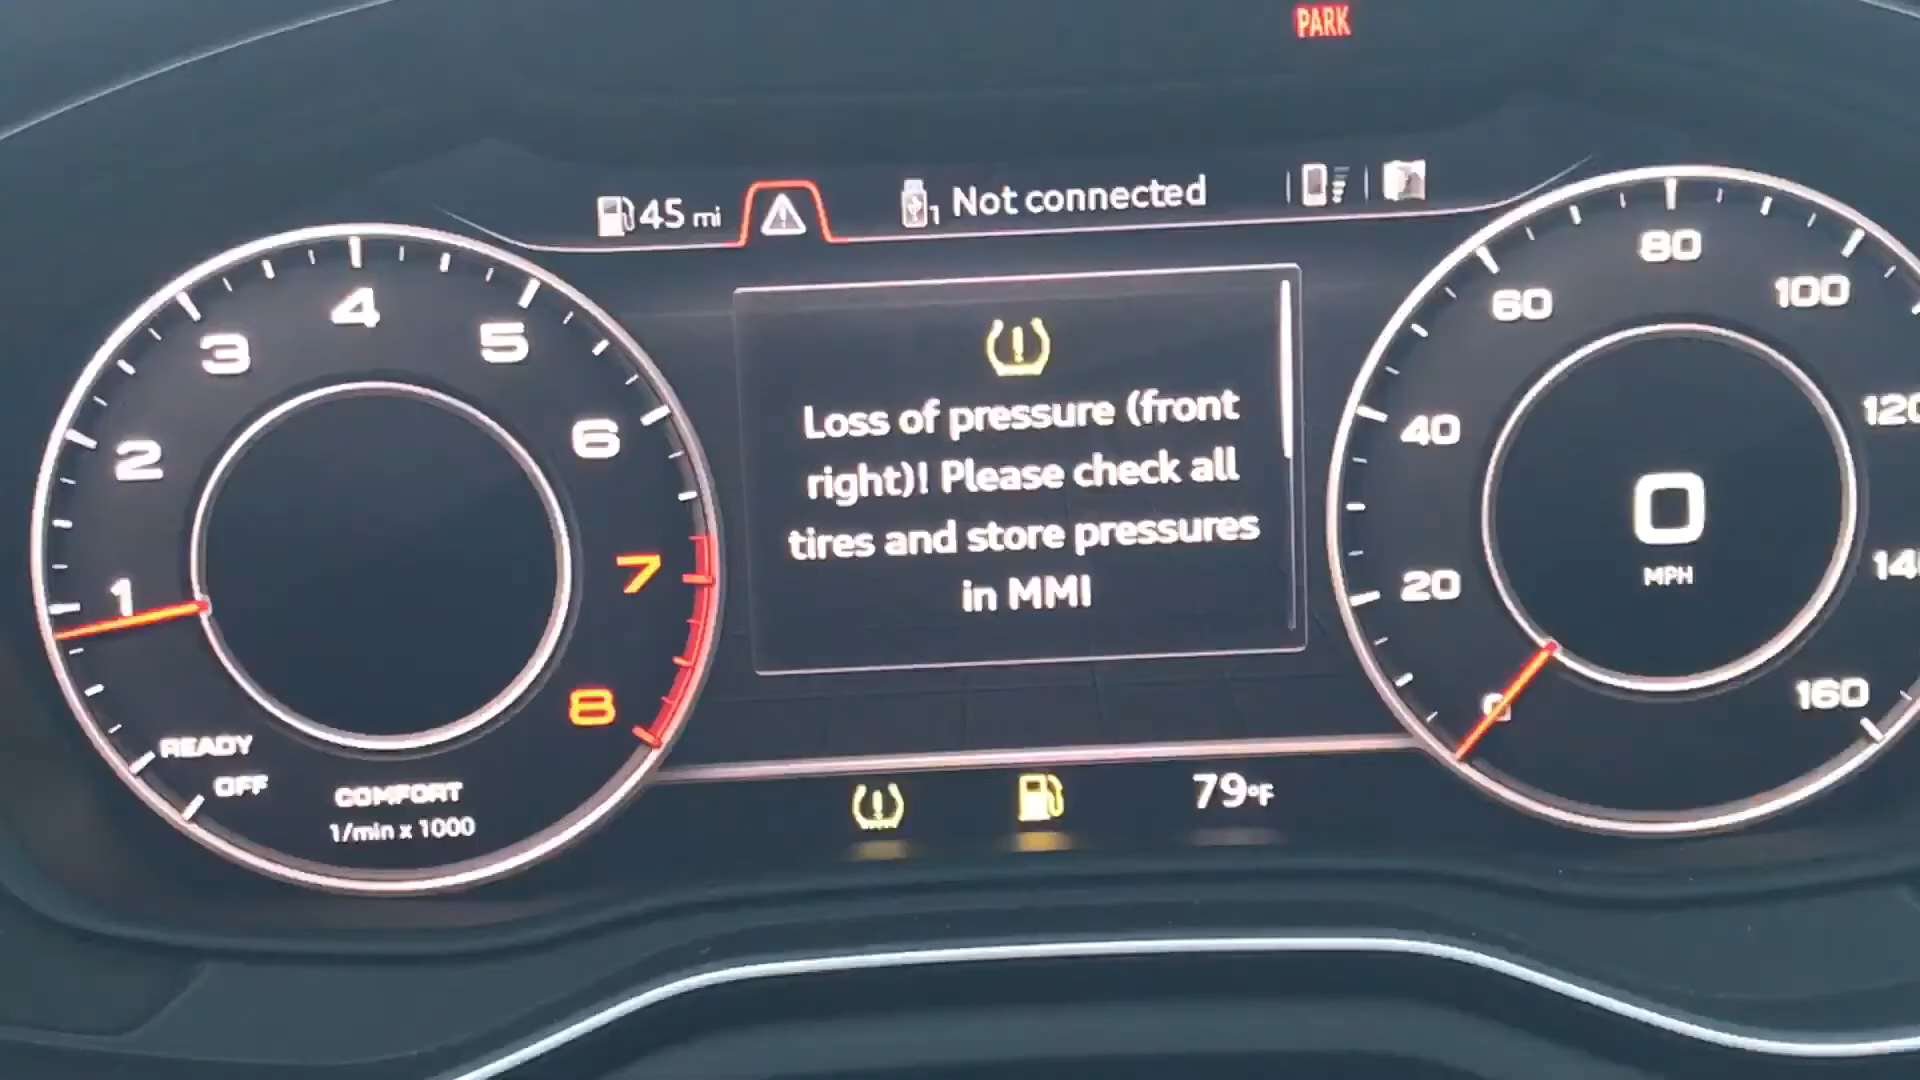 PARK
45 mi
1 Not connected
Loss of pressure (front
right)! Please check all
tires and store pressures
in MMI
1
2
3
4
5
6
7
8
READY
OFF
COMFORT
1/min x 1000
79°F
0
20
40
60
80
100
160
0
MPH